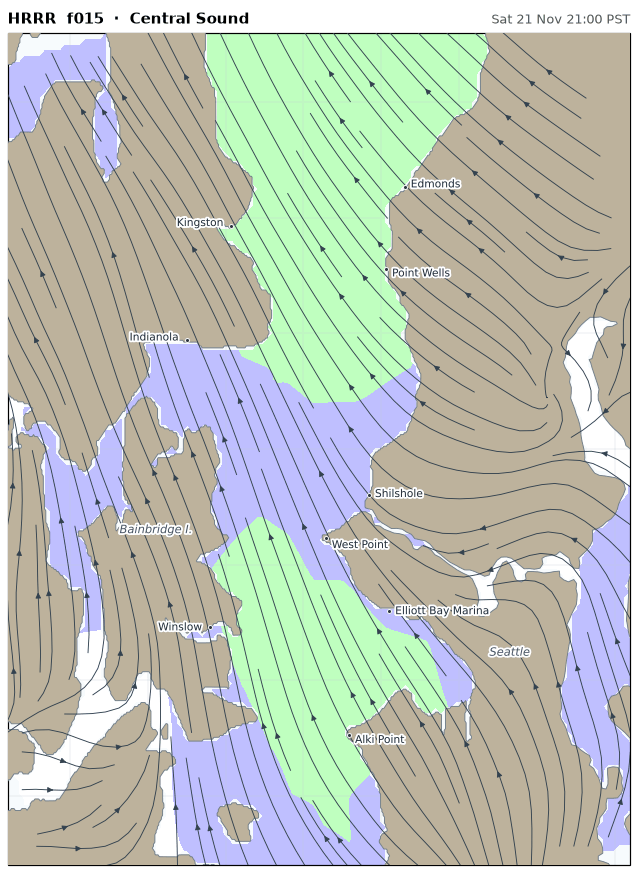 HRRR f015 · Central Sound
Sat 21 Nov 21:00 PST
Edmonds
Kingston
Point Wells
Indianola
Shilshole
Bainbridge I.
West Point
Elliott Bay Marina
Winslow
Seattle
Alki Point